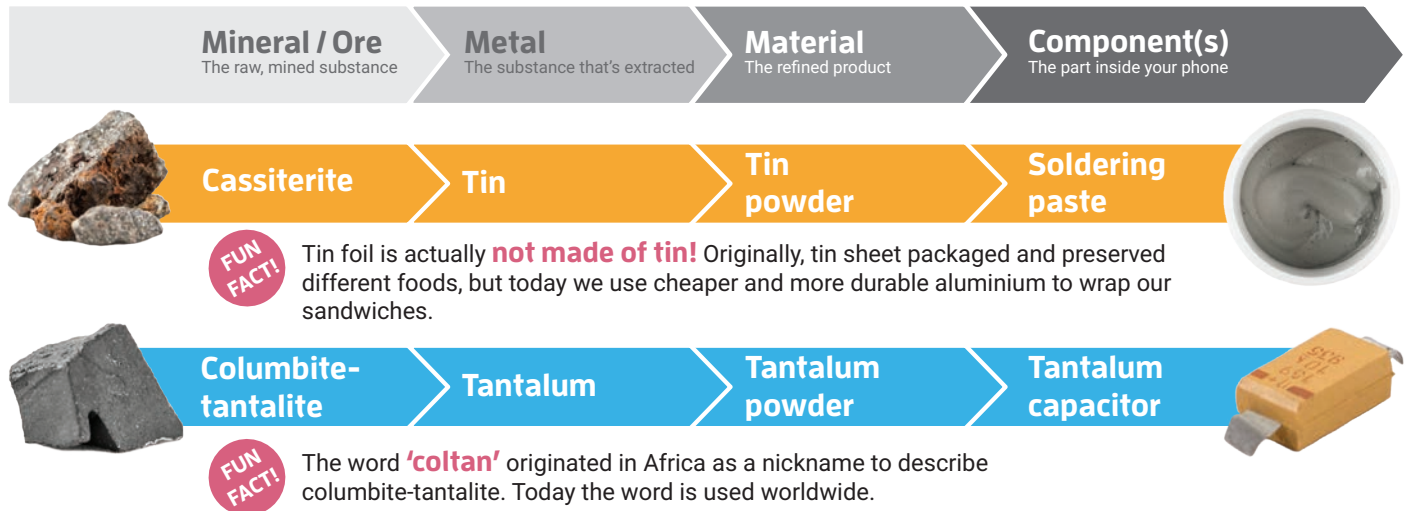 Mineral / Ore
The raw, mined substance
Metal
The substance that's extracted
Material
The refined product
Component(s)
The part inside your phone
Cassiterite
Tin
Tin
powder
Soldering
paste
FUN
FACT!
Tin foil is actually not made of tin! Originally, tin sheet packaged and preserved
different foods, but today we use cheaper and more durable aluminium to wrap our
sandwiches.
Columbite-
tantalite
Tantalum
Tantalum
powder
Tantalum
capacitor
FUN
FACT!
The word ‘coltan’ originated in Africa as a nickname to describe
columbite-tantalite. Today the word is used worldwide.